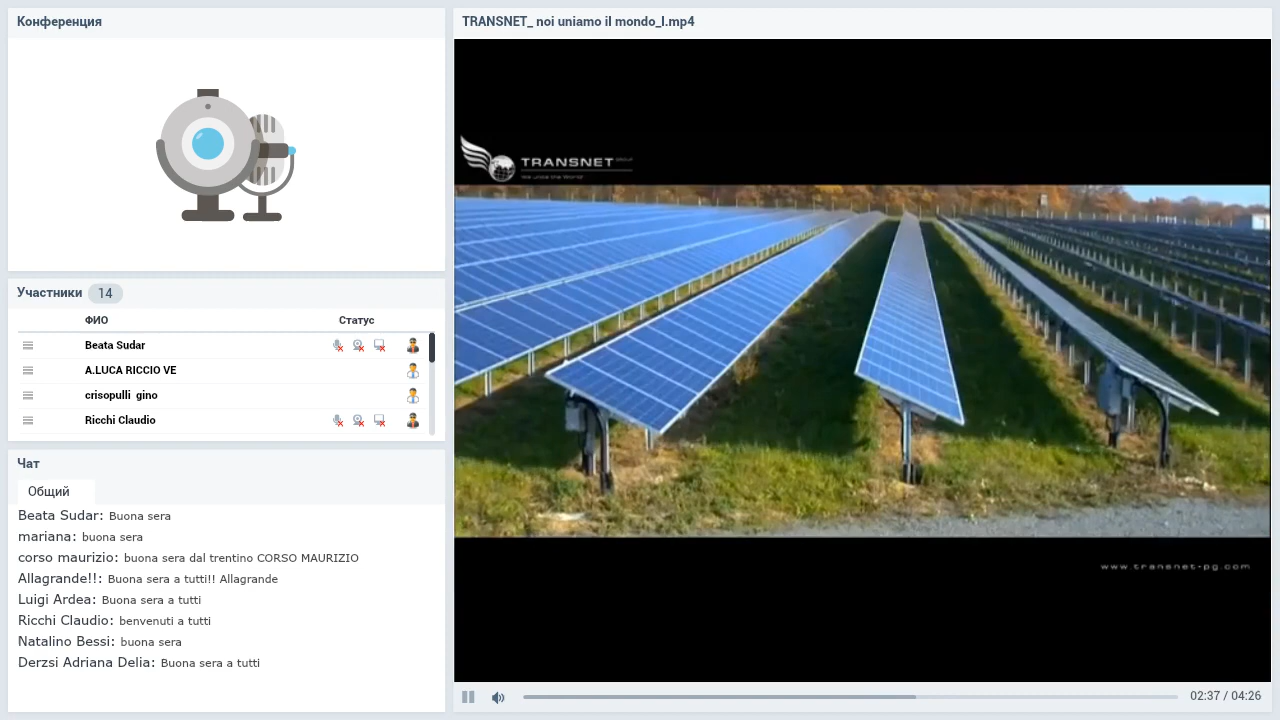 Конференция
TRANSNET_ noi uniamo il mondo_I.mp4
TRANSNET
www.transnet-pg.com
02:37 / 04:26
Участники 14
ФИО Статус
Beata Sudar
A.LUCA RICCIO VE
crisopulli gino
Ricchi Claudio
Чат
Общий
Beata Sudar: Buona sera
mariana: buona sera
corso maurizio: buona sera dal trentino CORSO MAURIZIO
Allagrande!!: Buona sera a tutti!! Allagrande
Luigi Ardea: Buona sera a tutti
Ricchi Claudio: benvenuti a tutti
Natalino Bessi: buona sera
Derzsi Adriana Delia: Buona sera a tutti